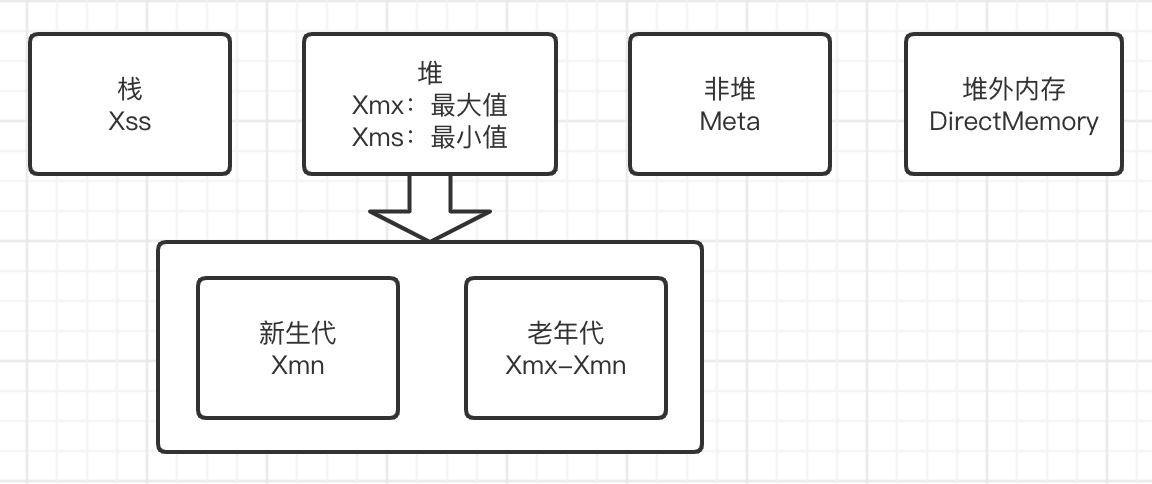 栈
Xss
堆
Xmx：最大值
Xms：最小值
非堆
Meta
堆外内存
DirectMemory
新生代
Xmn
老年代
Xmx-Xmn